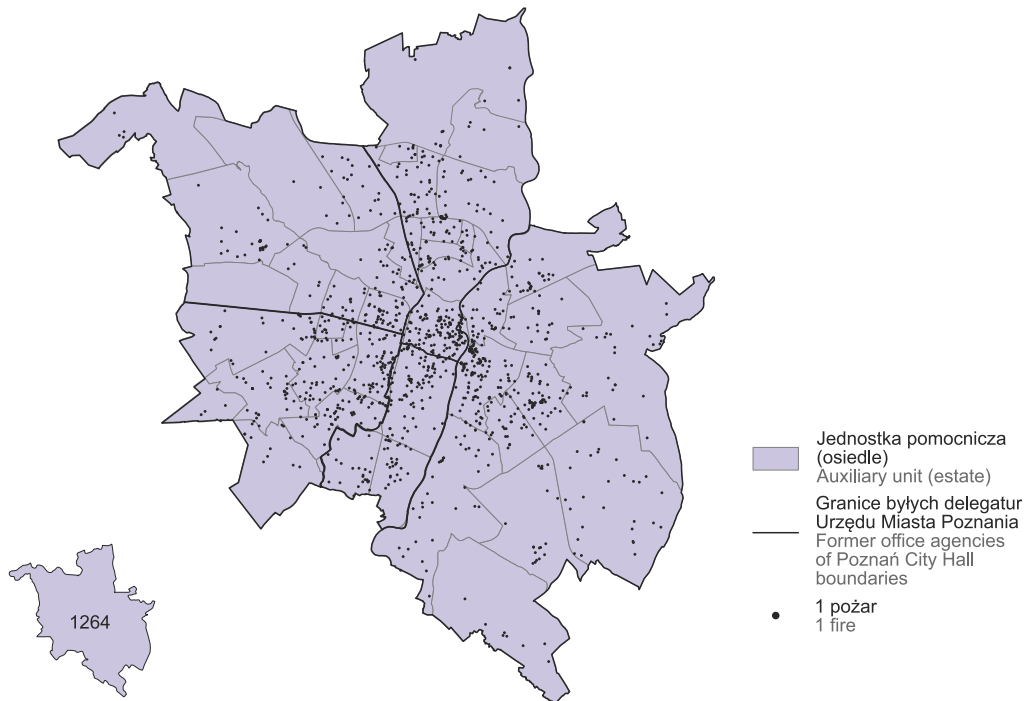 Jednostka pomocnicza
(osiedle)
Auxiliary unit (estate)
Granice byłych delegatur
Urzędu Miasta Poznania
Former office agencies
of Poznań City Hall
boundaries
1 pożar
1 fire
1264